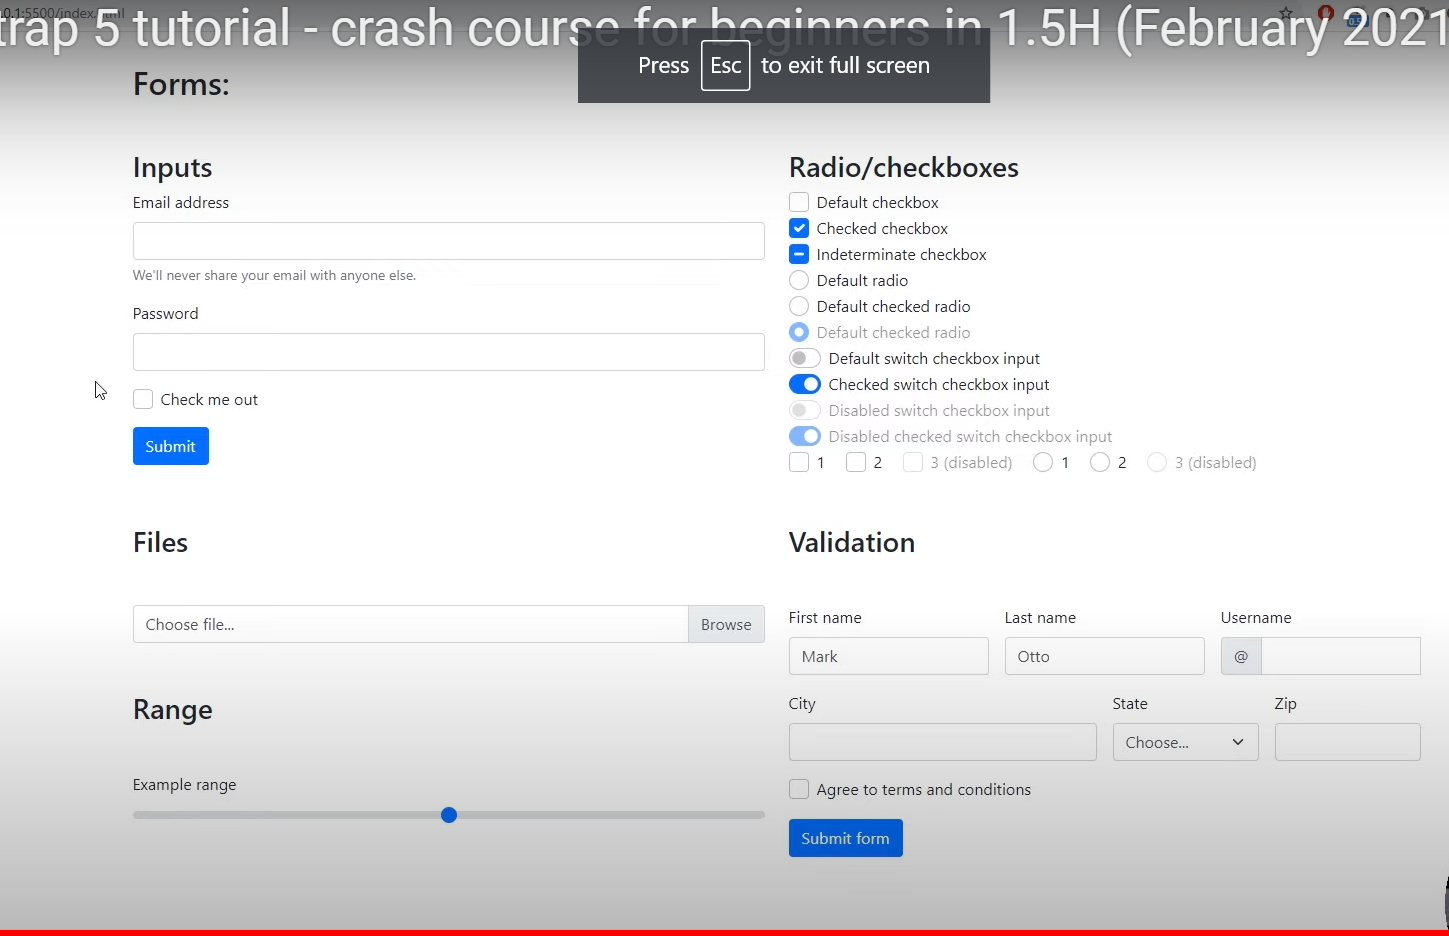 0.1:5500/index.html
trap 5 tutorial - crash course for beginners in 1.5H (February 2021
Press Esc to exit full screen
Forms:
Inputs
Email address
We'll never share your email with anyone else.
Password
Check me out
Submit
Radio/checkboxes
Default checkbox
Checked checkbox
Indeterminate checkbox
Default radio
Default checked radio
Default checked radio
Default switch checkbox input
Checked switch checkbox input
Disabled switch checkbox input
Disabled checked switch checkbox input
1 2 3 (disabled) 1 2 3 (disabled)
Files
Choose file... Browse
Range
Example range
Validation
First name Last name Username
Mark Otto @
City State Zip
Choose...
Agree to terms and conditions
Submit form